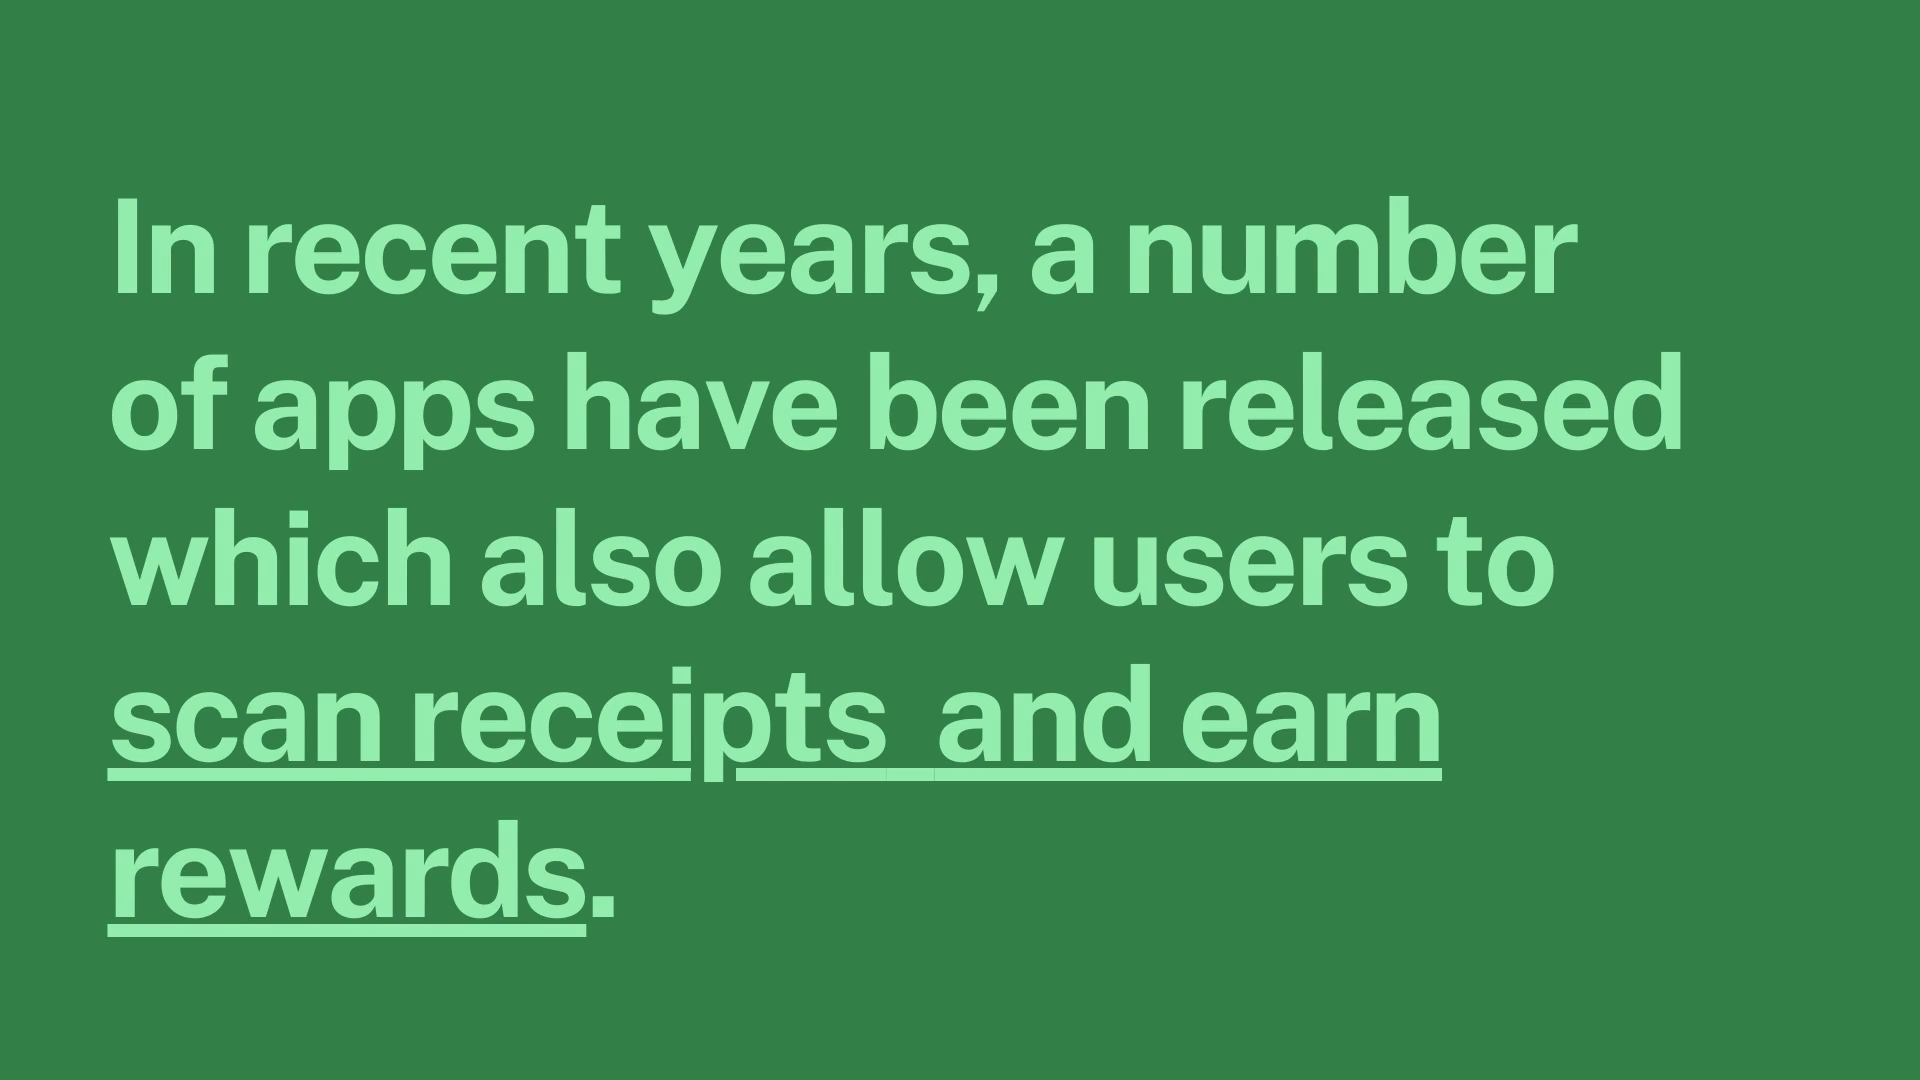 In recent years, a number
of apps have been released
which also allow users to
scan receipts  and earn
rewards.